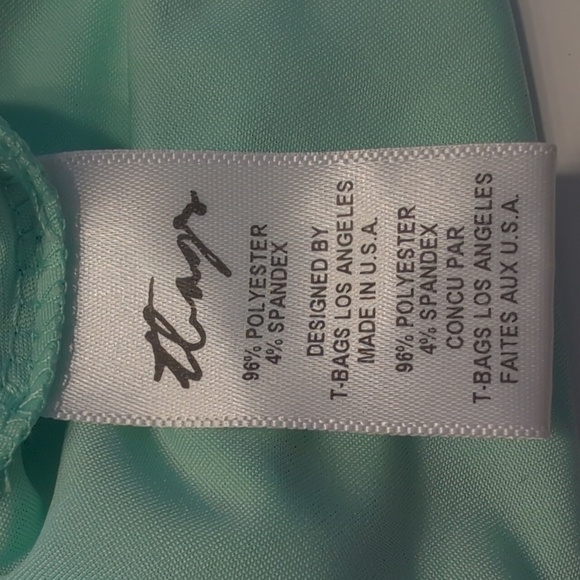 tbags
96% POLYESTER
4% SPANDEX
DESIGNED BY
T-BAGS LOS ANGELES
MADE IN U.S.A.
96% POLYESTER
4% SPANDEX
CONCU PAR
T-BAGS LOS ANGELES
FAITES AUX U.S.A.